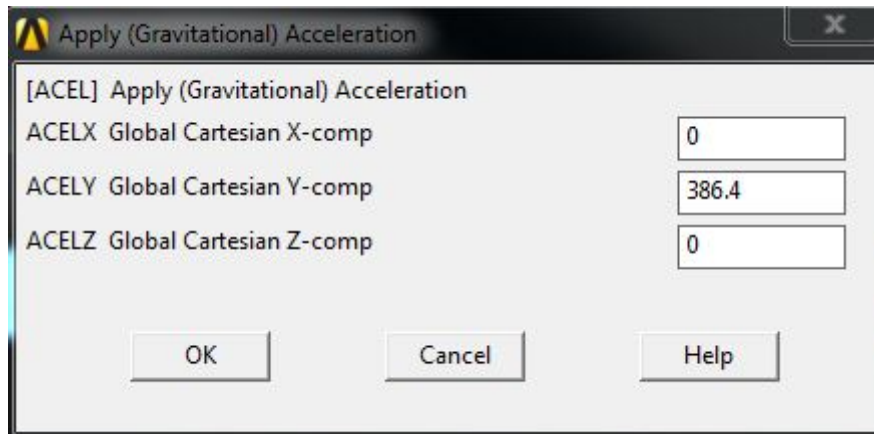 Apply (Gravitational) Acceleration
[ACEL] Apply (Gravitational) Acceleration
ACELX Global Cartesian X-comp 0
ACELY Global Cartesian Y-comp 386.4
ACELZ Global Cartesian Z-comp 0
OK Cancel Help